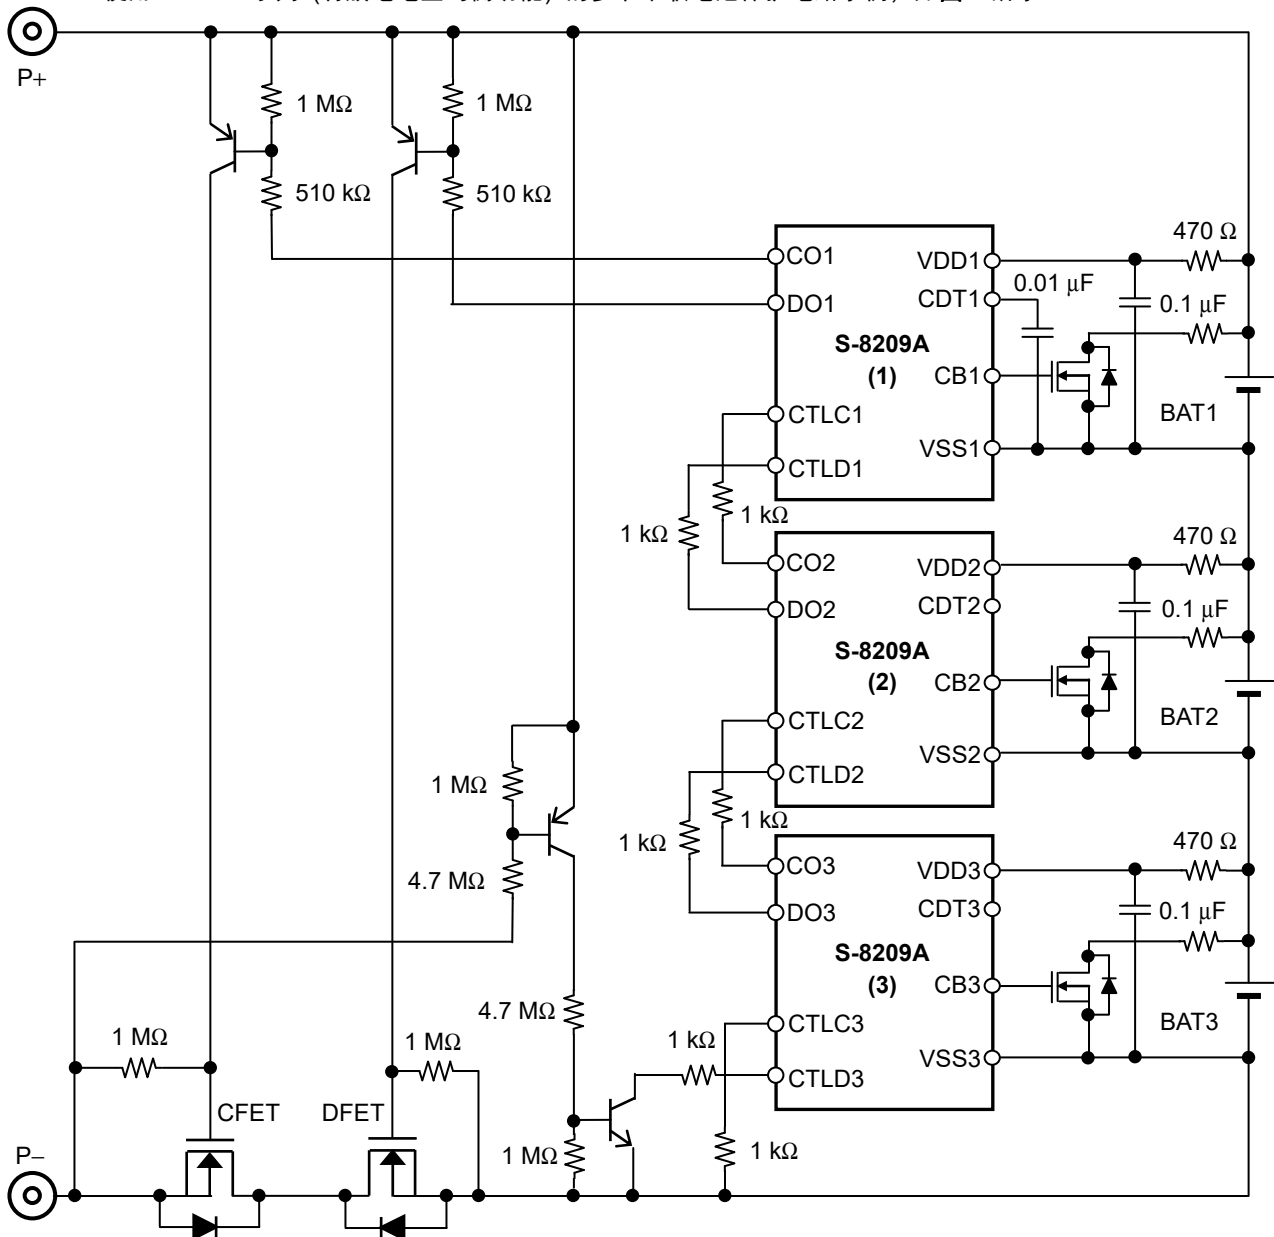 P+
1 MΩ
1 MΩ
510 kΩ
510 kΩ
470 Ω
CO1
VDD1
0.01 µF
CDT1
0.1 µF
DO1
S-8209A
(1)
CB1
BAT1
CTLC1
VSS1
CTLD1
1 kΩ
1 kΩ
470 Ω
CO2
VDD2
DO2
CDT2
0.1 µF
S-8209A
(2)
CB2
BAT2
CTLC2
VSS2
CTLD2
1 MΩ
1 kΩ
1 kΩ
470 Ω
4.7 MΩ
CO3
VDD3
DO3
CDT3
0.1 µF
S-8209A
(3)
CB3
4.7 MΩ
BAT3
CTLC3
1 MΩ
1 MΩ
1 kΩ
VSS3
CTLD3
CFET
DFET
P−
1 MΩ
1 kΩ